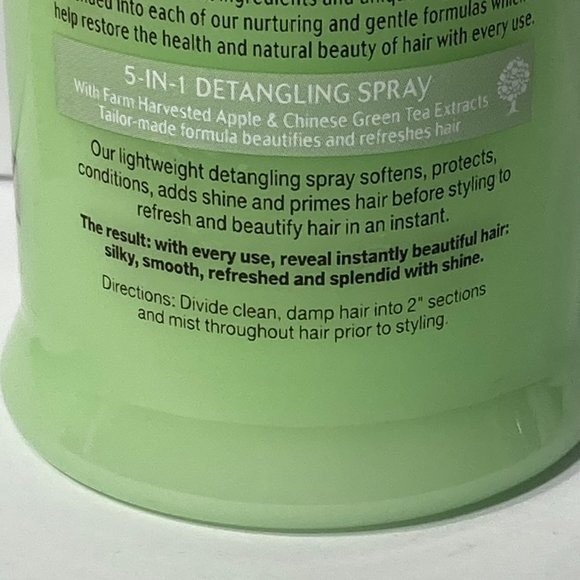 into each of our nurturing and gentle formulas
help restore the health and natural beauty of hair with every use.
5-IN-1 DETANGLING SPRAY
With Farm Harvested Apple & Chinese Green Tea Extracts
Tailor-made formula beautifies and refreshes hair
Our lightweight detangling spray softens, protects,
conditions, adds shine and primes hair before styling to
refresh and beautify hair in an instant.
The result: with every use, reveal instantly beautiful hair:
silky, smooth, refreshed and splendid with shine.
Directions: Divide clean, damp hair into 2" sections
and mist throughout hair prior to styling.